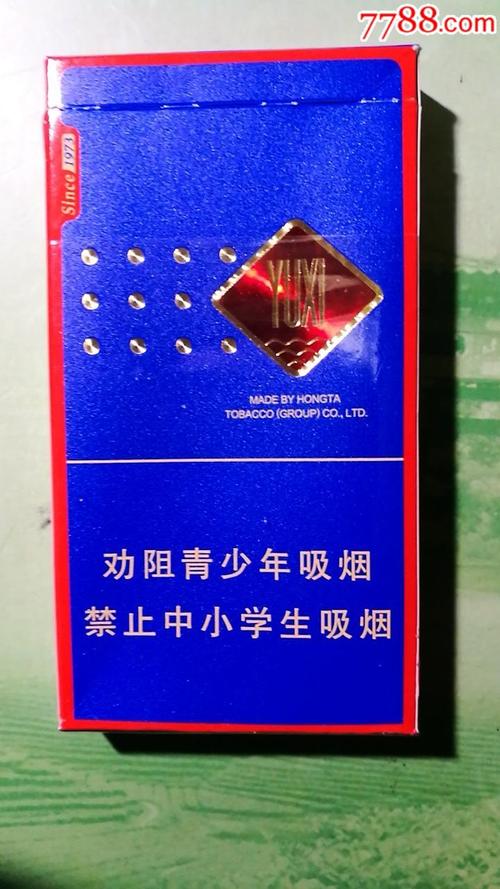 7788.com
Since 1973
YUXI
MADE BY HONGTA
TOBACCO (GROUP) CO., LTD.
劝阻青少年吸烟
禁止中小学生吸烟